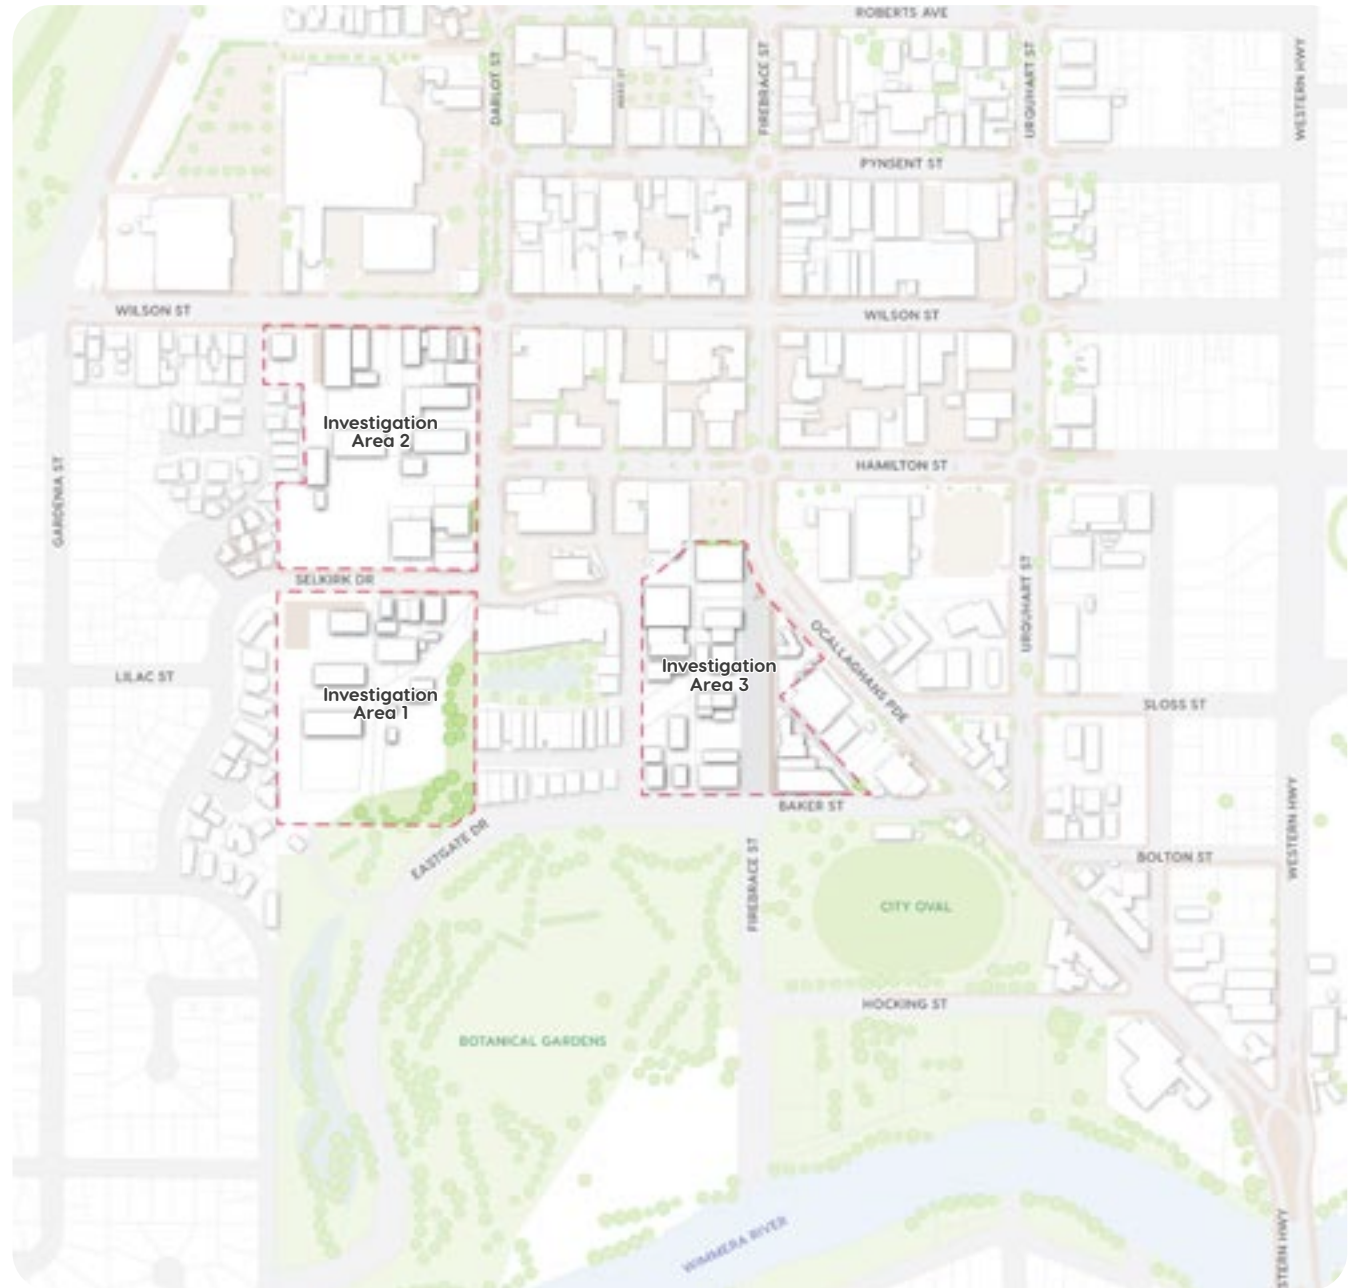 ROBERTS AVE
DARLOT ST
FIREBRACE ST
URQUHART ST
WESTERN HWY
PYNSENT ST
WILSON ST
WILSON ST
Investigation
Area 2
HAMILTON ST
GARDENIA ST
SELKIRK DR
URQUHART ST
OCALLAGHANS PDE
Investigation
Area 3
LILAC ST
Investigation
Area 1
SLOSS ST
BAKER ST
EASTGATE DR
FIREBRACE ST
WESTERN HWY
BOLTON ST
CITY OVAL
HOCKING ST
BOTANICAL GARDENS
WIMMERA RIVER
STERN HWY